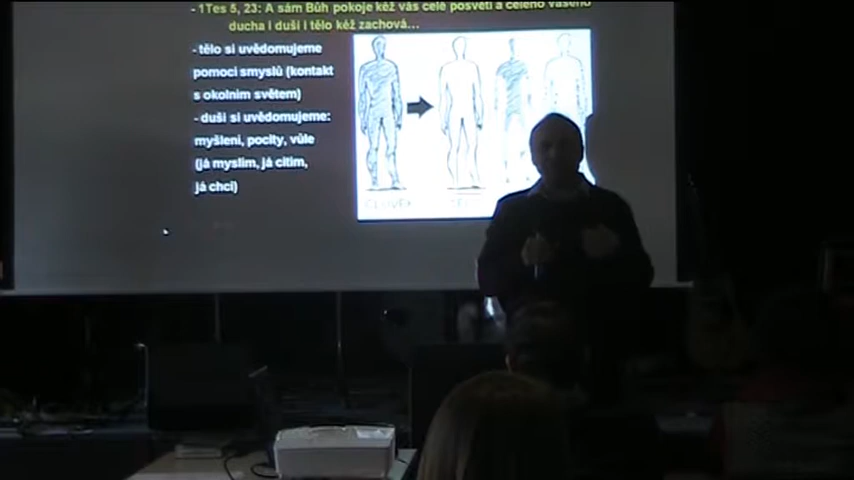 - 1Tes 5, 23: A sám Bůh pokoje kéž vás celé posvětí a celého vašeho
ducha i duši i tělo kéž zachová...
- tělo si uvědomujeme
pomocí smyslů (kontakt
s okolním světem)
- duši si uvědomujeme:
myšlení, pocity, vůle
(já myslím, já cítím,
já chci)
ČLOVĚK